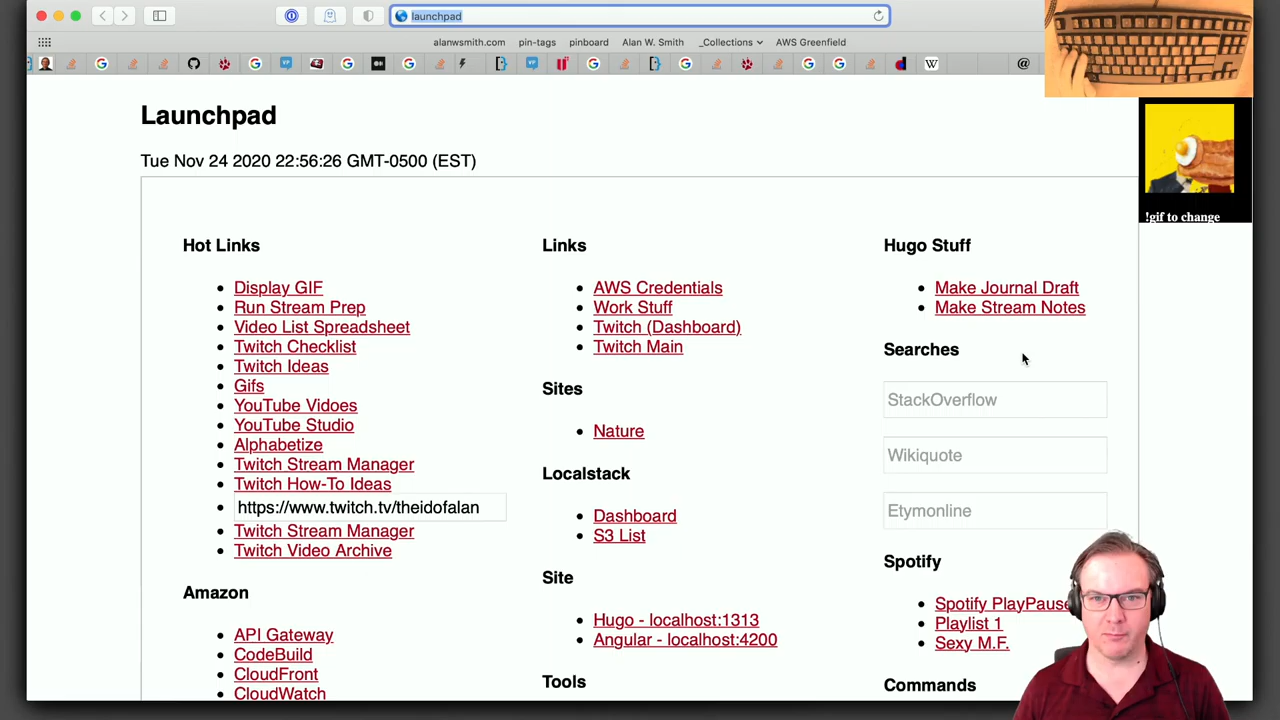 launchpad
alanwsmith.com
pin-tags
pinboard
Alan W. Smith
_Collections
AWS Greenfield
Launchpad
Tue Nov 24 2020 22:56:26 GMT-0500 (EST)
!gif to change
Hot Links
Display GIF
Run Stream Prep
Video List Spreadsheet
Twitch Checklist
Twitch Ideas
Gifs
YouTube Vidoes
YouTube Studio
Alphabetize
Twitch Stream Manager
Twitch How-To Ideas
https://www.twitch.tv/theidofalan
Twitch Stream Manager
Twitch Video Archive
Amazon
API Gateway
CodeBuild
CloudFront
CloudWatch
Links
AWS Credentials
Work Stuff
Twitch (Dashboard)
Twitch Main
Sites
Nature
Localstack
Dashboard
S3 List
Site
Hugo - localhost:1313
Angular - localhost:4200
Tools
Hugo Stuff
Make Journal Draft
Make Stream Notes
Searches
StackOverflow
Wikiquote
Etymonline
Spotify
Spotify PlayPause
Playlist 1
Sexy M.F.
Commands